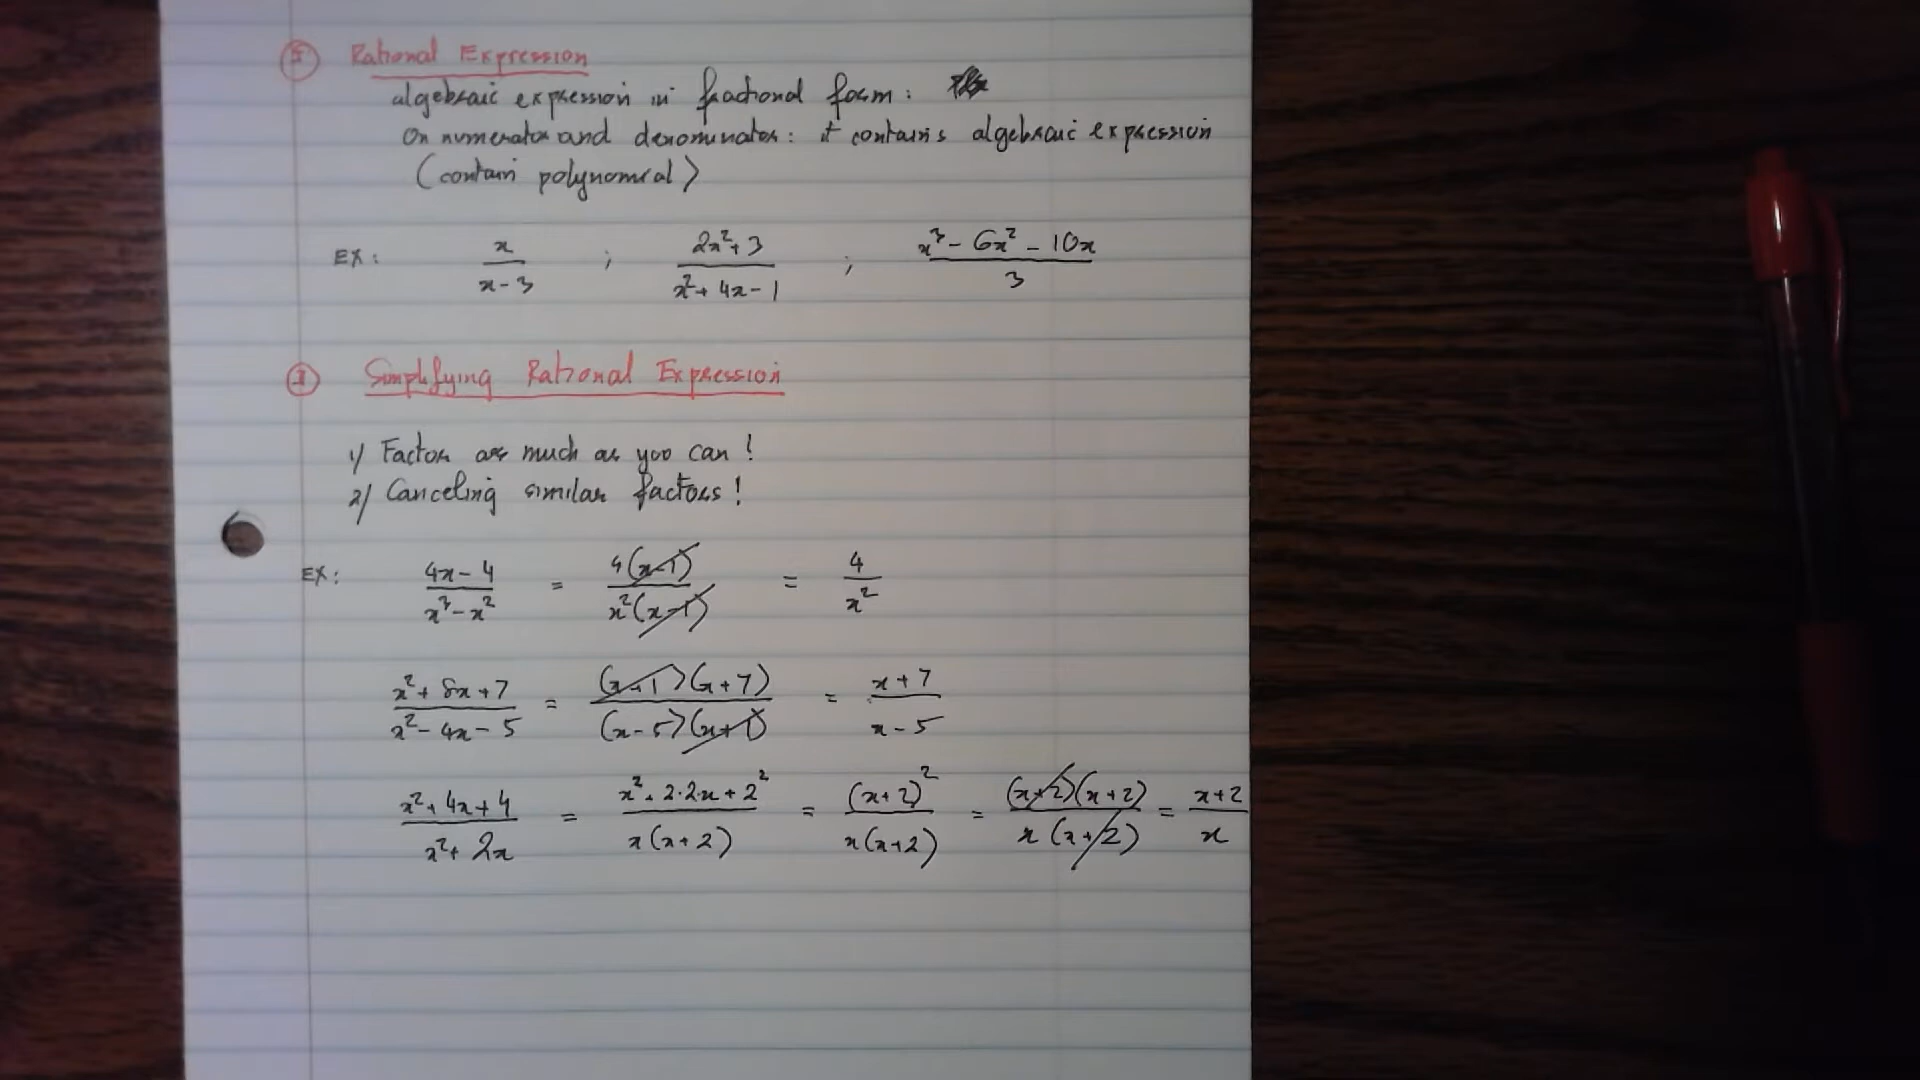 Rational Expression
algebraic expression in fractional form:
on numerator and denominator: it contains algebraic expression
(contain polynomial)
EX: x/(x-3) ; (2x²+3)/(x²+4x-1) ; (x³-6x²-10x)/3
Simplifying Rational Expression
1) Factor as much as you can!
2) Canceling similar factors!
EX: (4x-4)/(x³-x²) = 4(x-1)/(x²(x-1)) = 4/x²
(x²+8x+7)/(x²-4x-5) = (x+1)(x+7)/((x-5)(x+1)) = (x+7)/(x-5)
(x²+4x+4)/(x²+2x) = (x²+2·2x+2²)/(x(x+2)) = (x+2)²/(x(x+2)) = (x+2)(x+2)/(x(x+2)) = (x+2)/x